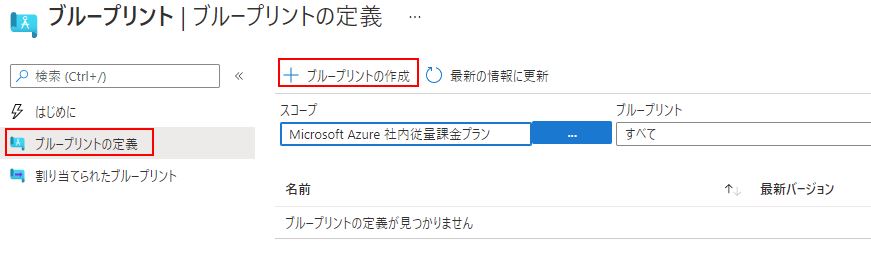 ブループリント | ブループリントの定義 …
検索 (Ctrl+/) «
+ ブループリントの作成 最新の情報に更新
はじめに
ブループリントの定義
割り当てられたブループリント
スコープ ブループリント
Microsoft Azure 社内従量課金プラン ... すべて
名前 ↑↓ 最新バージョン
ブループリントの定義が見つかりません